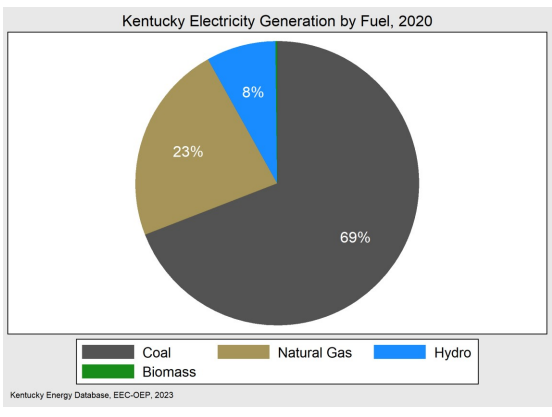 Kentucky Electricity Generation by Fuel, 2020
8%
23%
69%
Coal Natural Gas Hydro
Biomass
Kentucky Energy Database, EEC-OEP, 2023